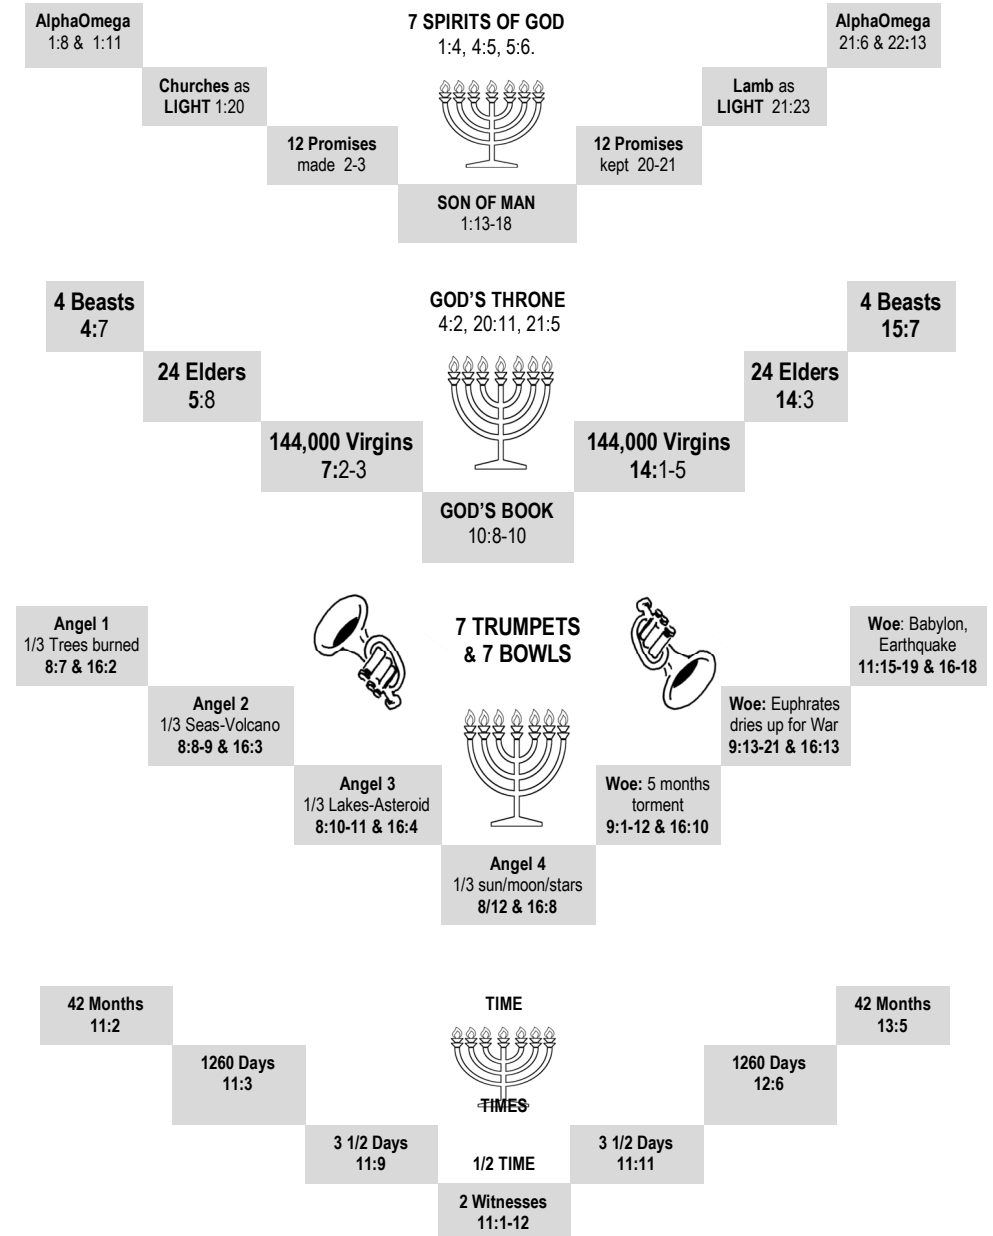 AlphaOmega
1:8 & 1:11
7 SPIRITS OF GOD
1:4, 4:5, 5:6.
AlphaOmega
21:6 & 22:13
Churches as
LIGHT 1:20
Lamb as
LIGHT 21:23
12 Promises
made 2-3
12 Promises
kept 20-21
SON OF MAN
1:13-18
4 Beasts
4:7
GOD’S THRONE
4:2, 20:11, 21:5
4 Beasts
15:7
24 Elders
5:8
24 Elders
14:3
144,000 Virgins
7:2-3
144,000 Virgins
14:1-5
GOD’S BOOK
10:8-10
Angel 1
1/3 Trees burned
8:7 & 16:2
7 TRUMPETS
& 7 BOWLS
Woe: Babylon,
Earthquake
11:15-19 & 16-18
Angel 2
1/3 Seas-Volcano
8:8-9 & 16:3
Woe: Euphrates
dries up for War
9:13-21 & 16:13
Angel 3
1/3 Lakes-Asteroid
8:10-11 & 16:4
Woe: 5 months
torment
9:1-12 & 16:10
Angel 4
1/3 sun/moon/stars
8/12 & 16:8
42 Months
11:2
TIME
42 Months
13:5
1260 Days
11:3
1260 Days
12:6
TIMES
3 1/2 Days
11:9
1/2 TIME
3 1/2 Days
11:11
2 Witnesses
11:1-12